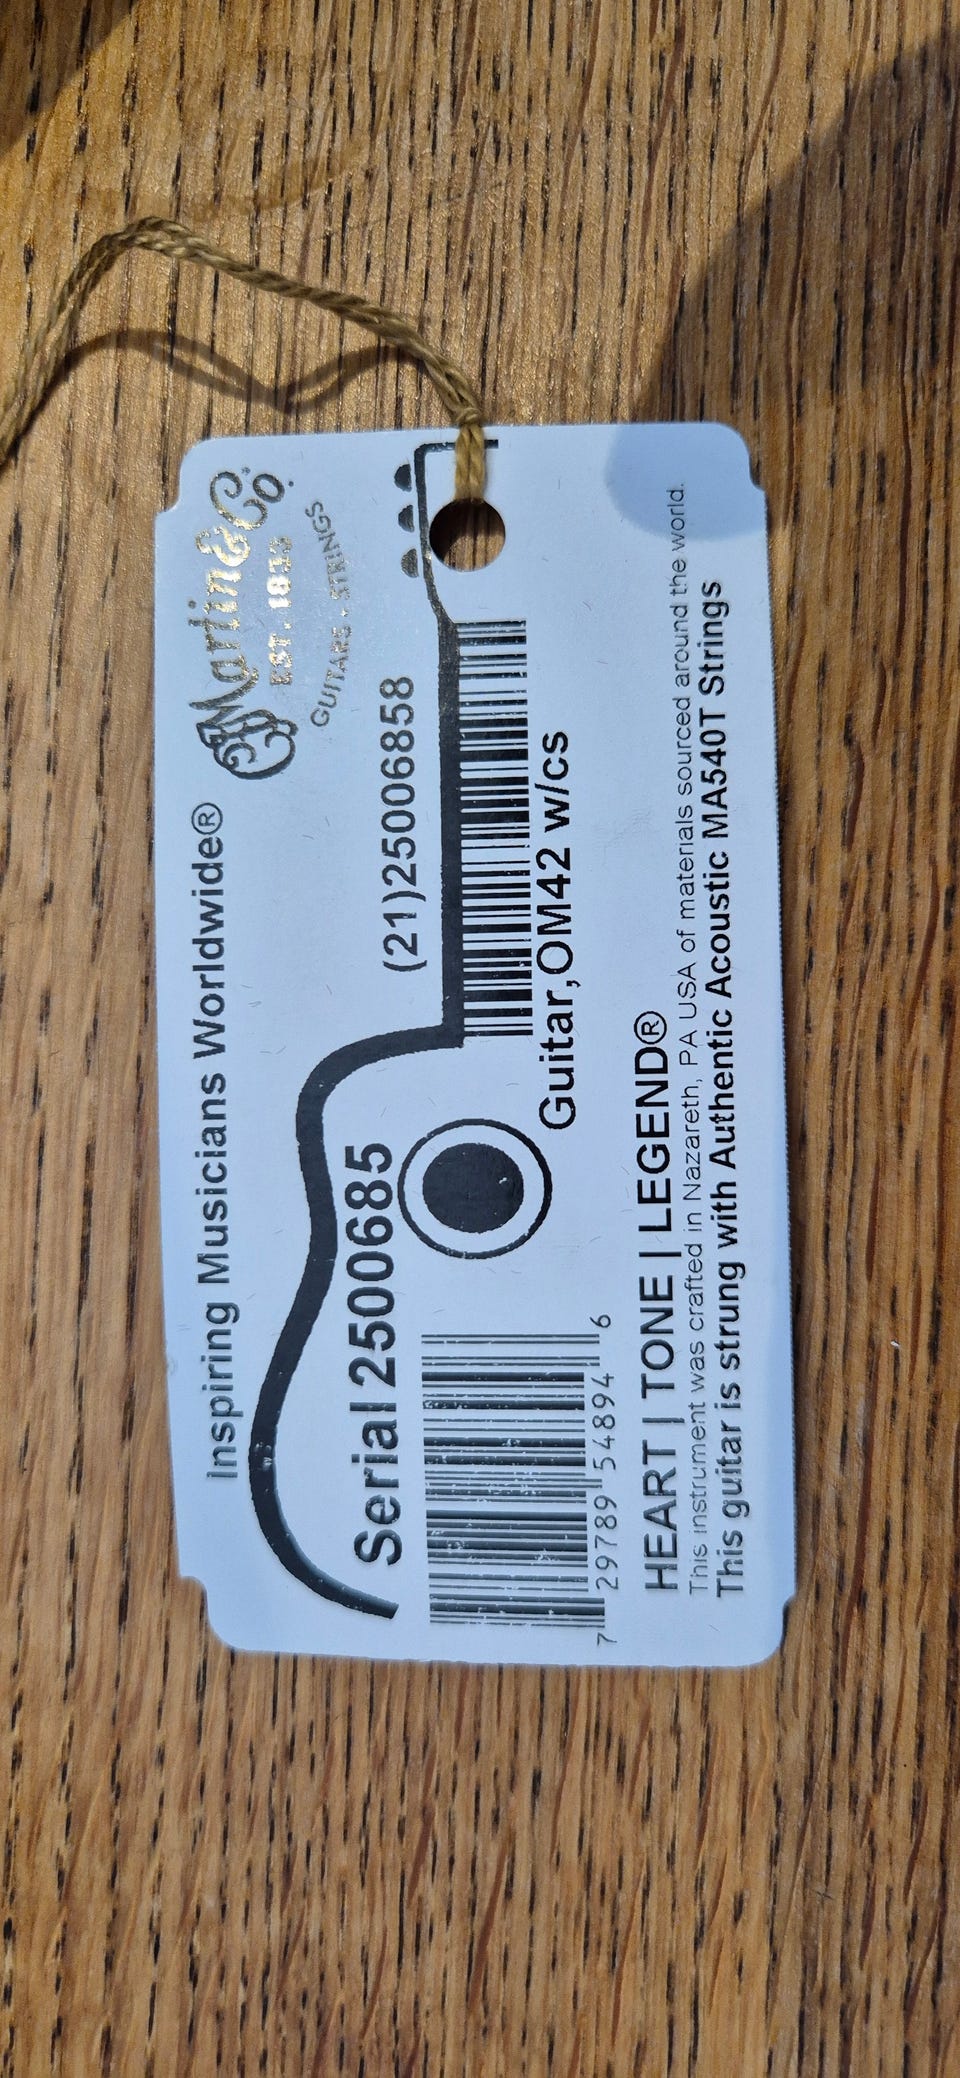 Inspiring Musicians Worldwide®
C.F. Martin & Co.
EST. 1833
GUITARS • STRINGS
(21)25006858
Serial 2500685
Guitar,OM42 w/cs
7 29789 54894 6
HEART | TONE | LEGEND®
This instrument was crafted in Nazareth, PA USA of materials sourced around the world.
This guitar is strung with Authentic Acoustic MA540T Strings